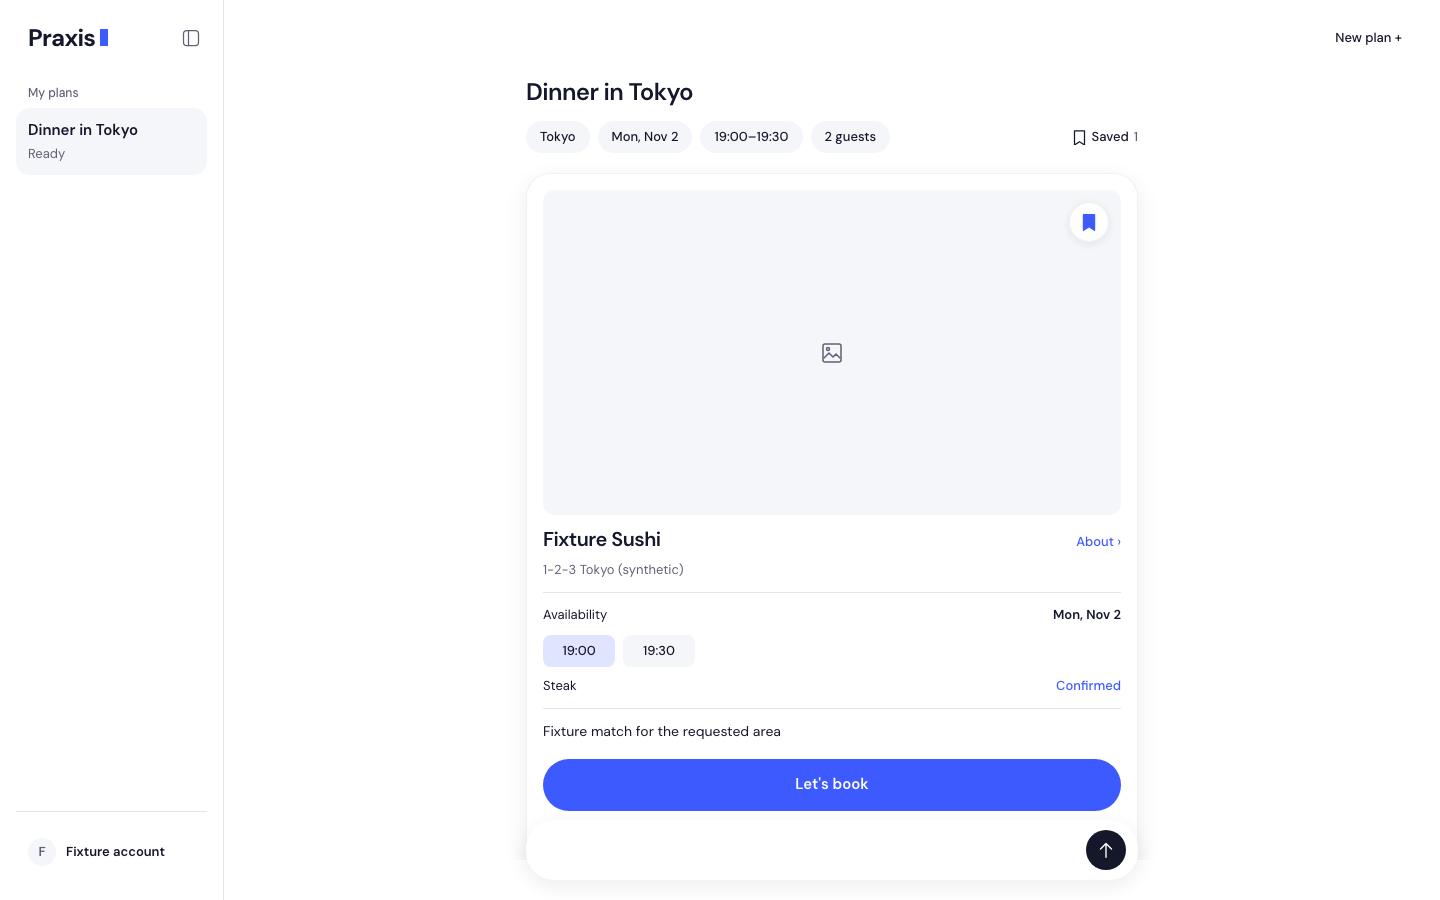 Praxis
New plan +
My plans
Dinner in Tokyo
Ready
Dinner in Tokyo
Tokyo
Mon, Nov 2
19:00–19:30
2 guests
Saved 1
Fixture Sushi
About ›
1-2-3 Tokyo (synthetic)
Availability
Mon, Nov 2
19:00
19:30
Steak
Confirmed
Fixture match for the requested area
Let's book
F
Fixture account